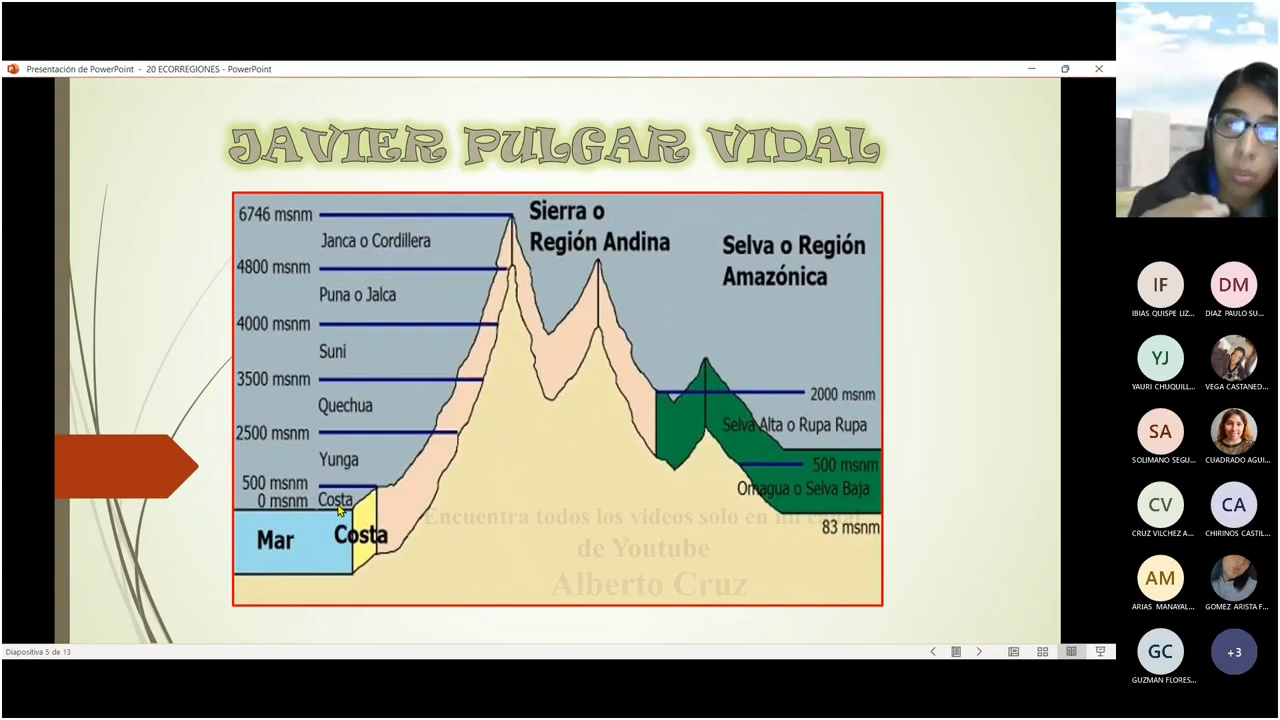 Presentación de PowerPoint - 20 ECORREGIONES - PowerPoint
JAVIER PULGAR VIDAL
6746 msnm
Janca o Cordillera
4800 msnm
Puna o Jalca
4000 msnm
Suni
3500 msnm
Quechua
2500 msnm
Yunga
500 msnm
0 msnm
Costa
Mar
Costa
Sierra o
Región Andina
Selva o Región
Amazónica
2000 msnm
Selva Alta o Rupa Rupa
500 msnm
Omagua o Selva Baja
83 msnm
Encuentra todos los videos solo en mi canal
de Youtube
Alberto Cruz
Diapositiva 5 de 13
IF
IBIAS QUISPE LIZ...
DM
DIAZ PAULO SU...
YJ
YAURI CHUQUILL...
VEGA CASTANED...
SA
SOLIMANO SEGU...
CUADRADO AGUI...
CV
CRUZ VILCHEZ A...
CA
CHIRINOS CASTIL...
AM
ARIAS MANAYAL...
GOMEZ ARISTA F...
GC
GUZMAN FLORES...
+3